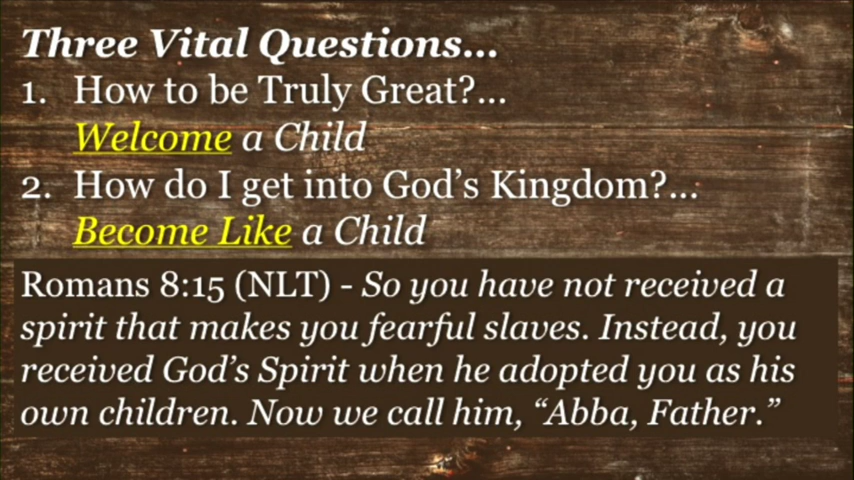 Three Vital Questions...
1. How to be Truly Great?...
Welcome a Child
2. How do I get into God's Kingdom?...
Become Like a Child
Romans 8:15 (NLT) - So you have not received a
spirit that makes you fearful slaves. Instead, you
received God's Spirit when he adopted you as his
own children. Now we call him, “Abba, Father.”